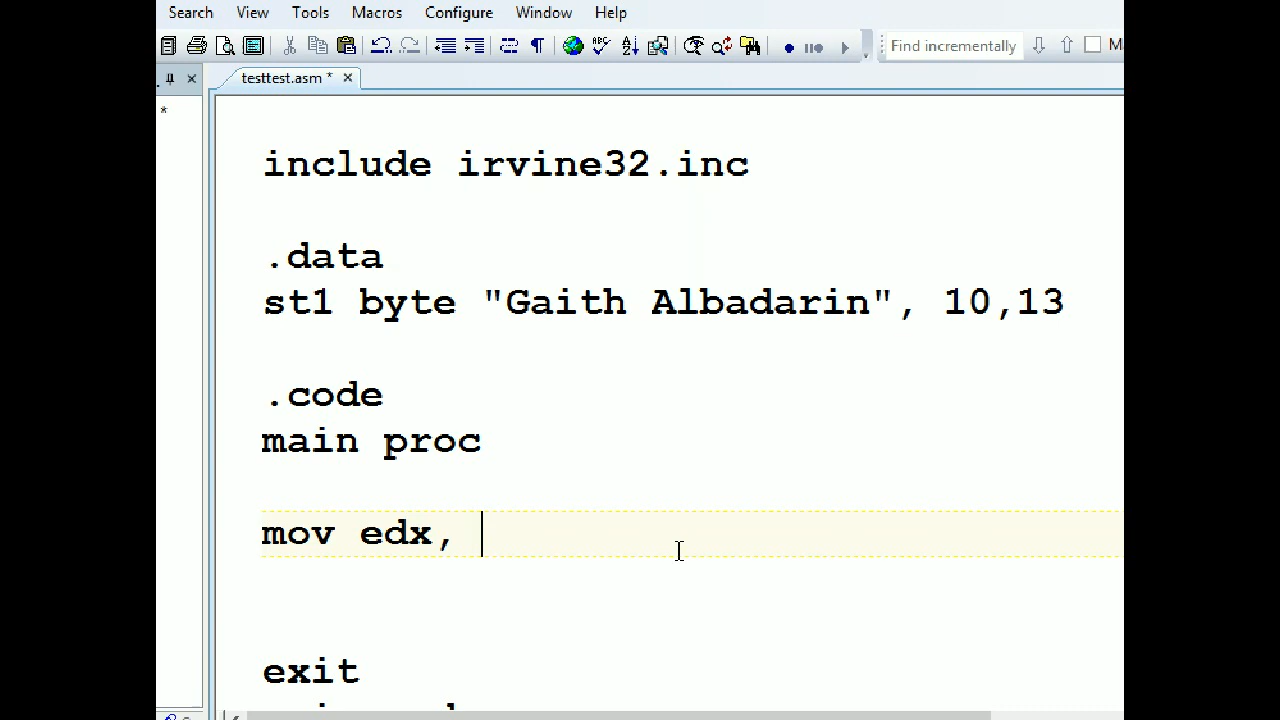 Search View Tools Macros Configure Window Help
Find incrementally
testtest.asm *
*
include irvine32.inc
.data
st1 byte "Gaith Albadarin", 10,13
.code
main proc
mov edx,
exit